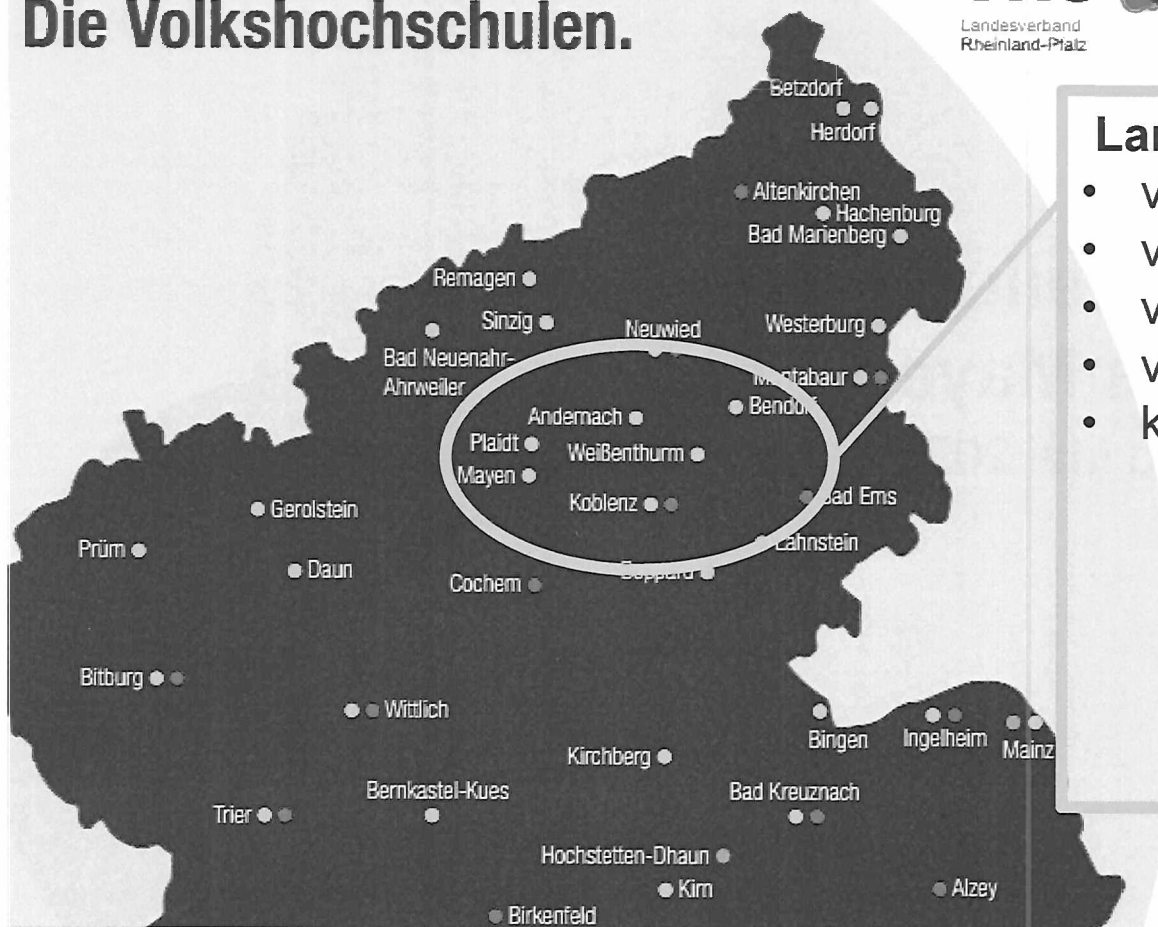 Die Volkshochschulen.
Landesverband
Rheinland-Pfalz
Betzdorf
Herdorf
Altenkirchen
Hachenburg
Bad Marienberg
Remagen
Sinzig
Neuwied
Westerburg
Bad Neuenahr-
Ahrweiler
Montabaur
Andernach
Bendorf
Plaidt
Weißenthurm
Mayen
Koblenz
Bad Ems
Gerolstein
Lahnstein
Prüm
Daun
Cochem
Boppard
Bitburg
Wittlich
Bingen
Ingelheim
Mainz
Kirchberg
Bernkastel-Kues
Bad Kreuznach
Trier
Hochstetten-Dhaun
Kirn
Alzey
Birkenfeld